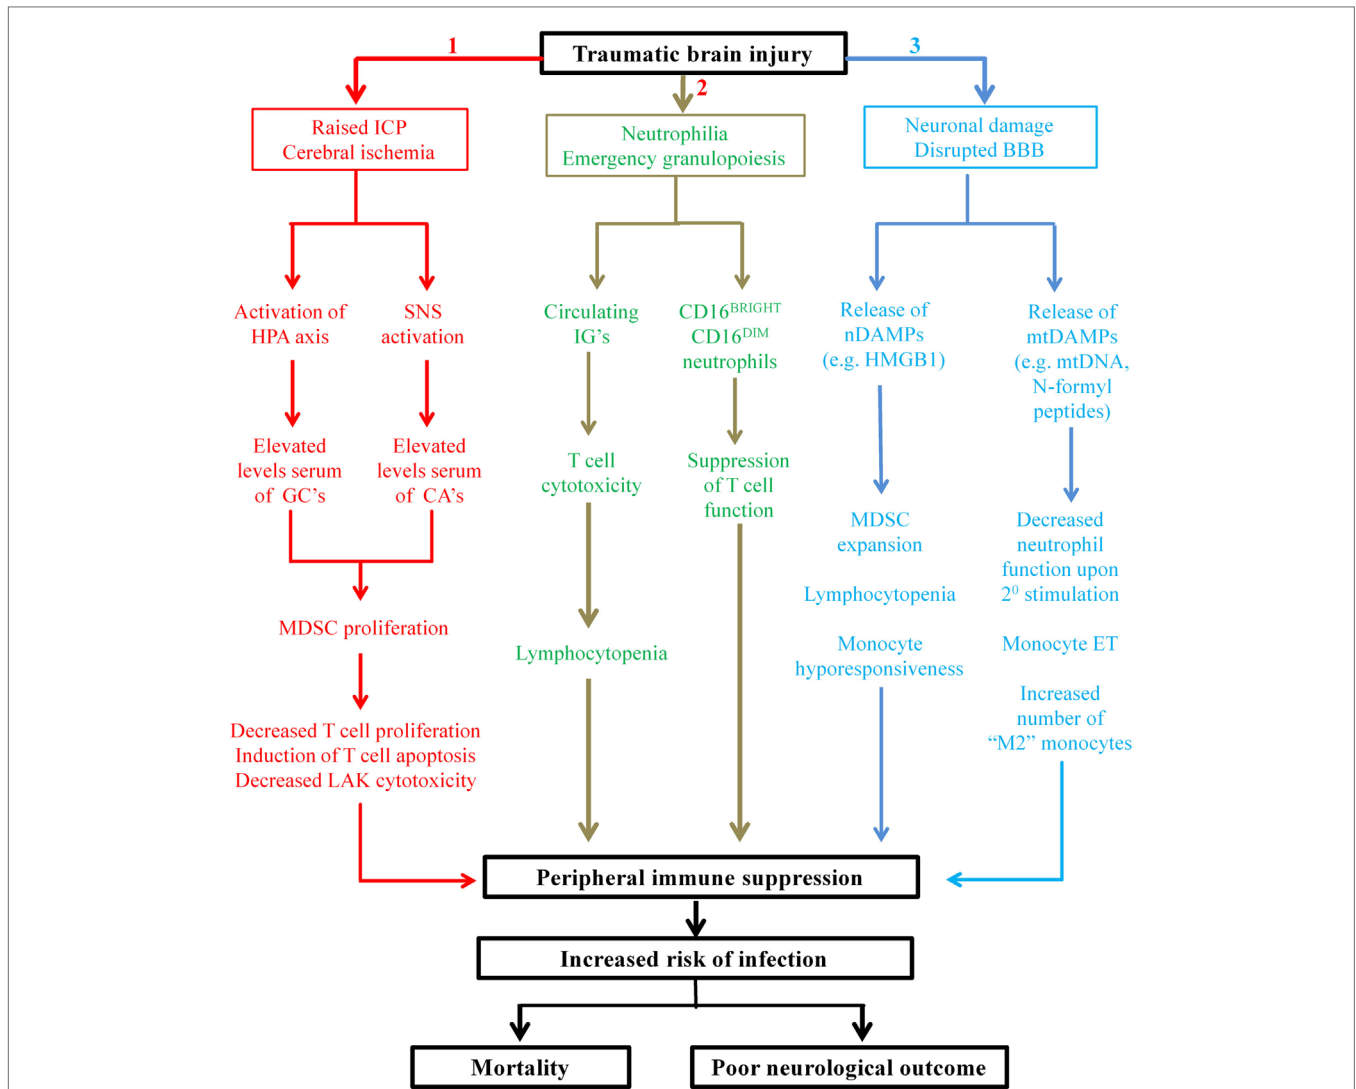 1
Traumatic brain injury
3
2
Raised ICP
Cerebral ischemia
Neutrophilia
Emergency granulopoiesis
Neuronal damage
Disrupted BBB
Activation of
HPA axis
SNS
activation
Circulating
IG's
CD16BRIGHT
CD16DIM
neutrophils
Release of
nDAMPs
(e.g. HMGB1)
Release of
mtDAMPs
(e.g. mtDNA,
N-formyl
peptides)
Elevated
levels serum
of GC's
Elevated
levels serum
of CA's
T cell
cytotoxicity
Suppression
of T cell
function
MDSC
expansion
Lymphocytopenia
Monocyte
hyporesponsiveness
Decreased
neutrophil
function upon
2⁰ stimulation
Monocyte ET
Increased
number of
“M2” monocytes
MDSC proliferation
Lymphocytopenia
Decreased T cell proliferation
Induction of T cell apoptosis
Decreased LAK cytotoxicity
Peripheral immune suppression
Increased risk of infection
Mortality
Poor neurological outcome